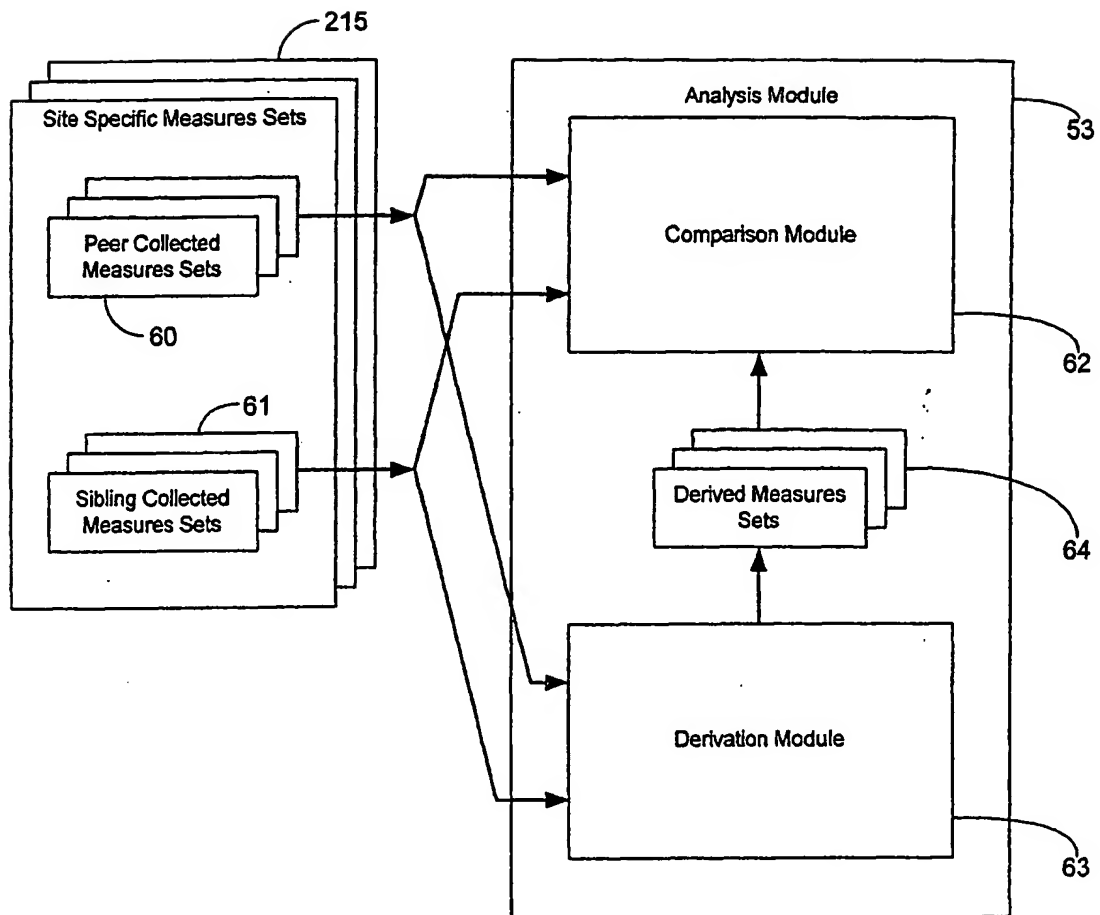 215
Site Specific Measures Sets
Peer Collected
Measures Sets
60
61
Sibling Collected
Measures Sets
Analysis Module
53
Comparison Module
62
Derived Measures
Sets
64
Derivation Module
63